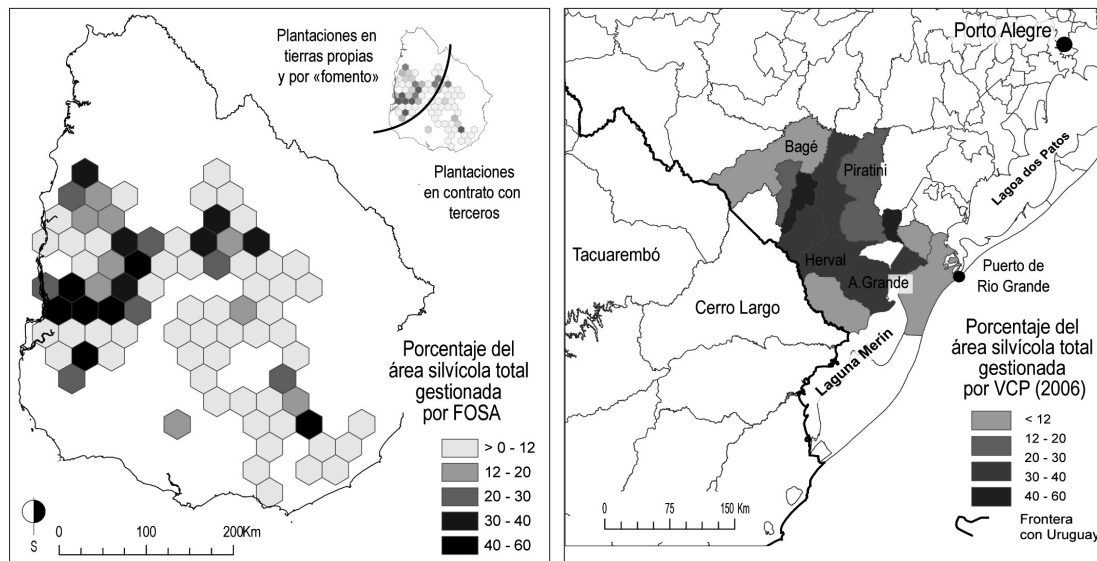 Plantaciones en
tierras propias
y por «fomento»
Plantaciones
en contrato con
terceros
Porcentaje del
área silvícola total
gestionada
por FOSA
> 0 - 12
12 - 20
20 - 30
30 - 40
40 - 60
S
0 100 200Km
Porto Alegre
Bagé
Piratini
Lagoa dos Patos
Tacuarembó
Herval
A.Grande
Puerto de
Rio Grande
Cerro Largo
Laguna Merín
Porcentaje del
área silvícola total
gestionada
por VCP (2006)
< 12
12 - 20
20 - 30
30 - 40
40 - 60
Frontera
con Uruguay
0 75 150 Km